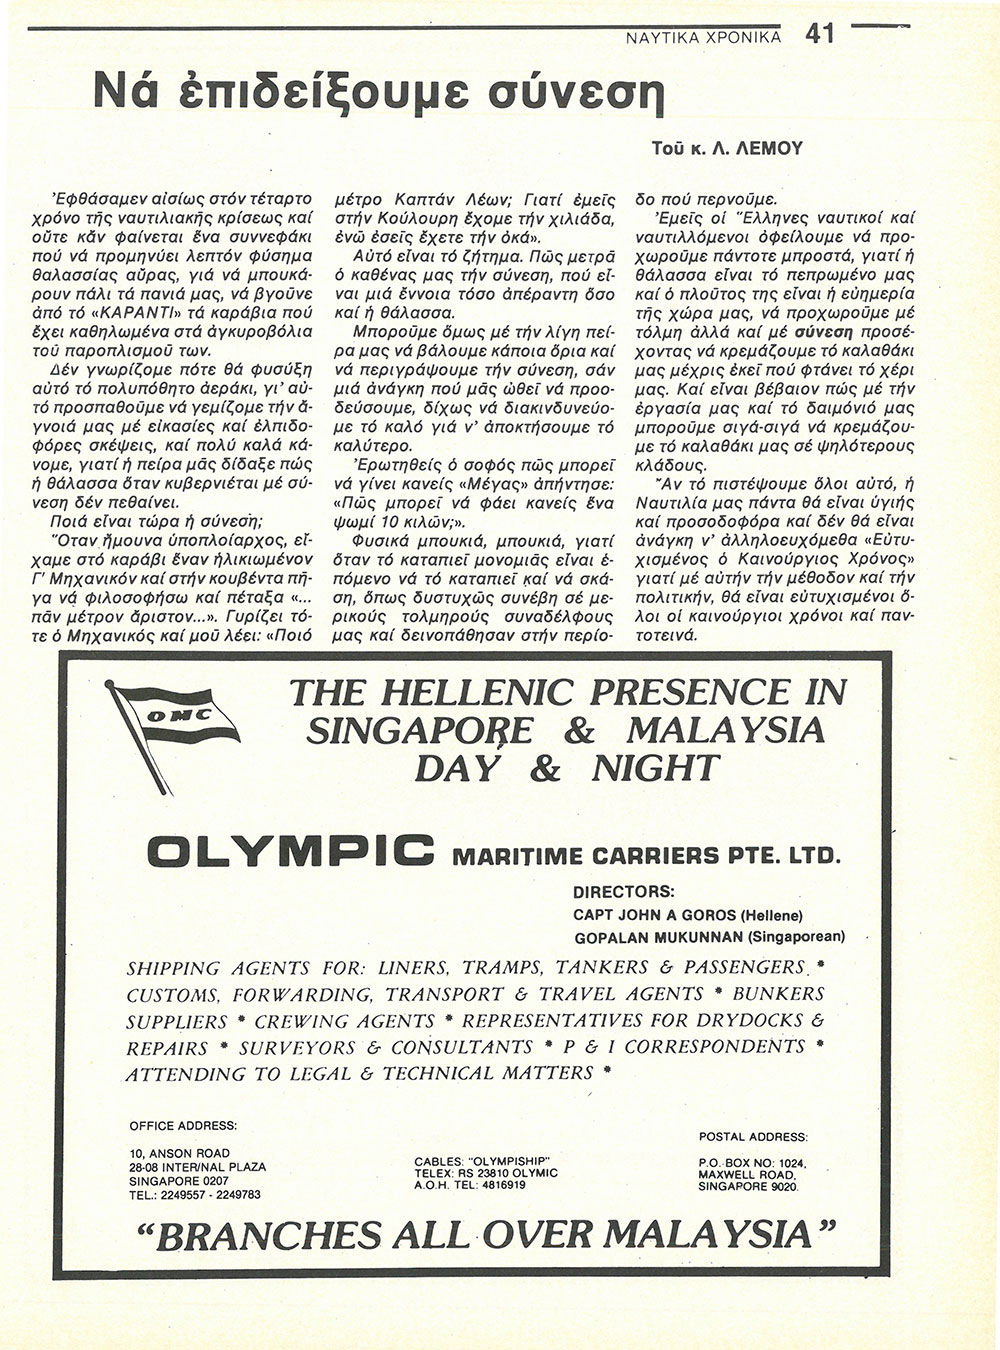 ΝΑΥΤΙΚΑ ΧΡΟΝΙΚΑ 41
Νά ἐπιδείξουμε σύνεση
Τοῦ κ. Λ. ΛΕΜΟΥ
Ἐφθάσαμεν αἰσίως στόν τέταρτο
χρόνο τῆς ναυτιλιακῆς κρίσεως καί
οὔτε κἄν φαίνεται ἕνα συννεφάκι
πού νά προμηνύει λεπτόν φύσημα
θαλασσίας αὔρας, γιά νά μπουκά-
ρουν πάλι τά πανιά μας, νά βγοῦνε
ἀπό τό «ΚΑΡΑΝΤΙ» τά καράβια πού
ἔχει καθηλωμένα στά ἀγκυροβόλια
τοῦ παροπλισμοῦ των.
Δέν γνωρίζομε πότε θά φυσύξη
αὐτό τό πολυπόθητο ἀεράκι, γι' αὐ-
τό προσπαθοῦμε νά γεμίζομε τήν ἄ-
γνοιά μας μέ εἰκασίες καί ἐλπιδο-
φόρες σκέψεις, καί πολύ καλά κά-
νομε, γιατί ἡ πεῖρα μᾶς δίδαξε πώς
ἡ θάλασσα ὅταν κυβερνιέται μέ σύ-
νεση δέν πεθαίνει.
Ποιά εἶναι τώρα ἡ σύνεση;
Ὅταν ἤμουνα ὑποπλοίαρχος, εἴ-
χαμε στό καράβι ἕναν ἡλικιωμένον
Γ' Μηχανικόν καί στήν κουβέντα πῆ-
γα νά φιλοσοφήσω καί πέταξα «...
πᾶν μέτρον ἄριστον...». Γυρίζει τό-
τε ὁ Μηχανικός καί μοῦ λέει: «Ποιό
μέτρο Καπτάν Λέων; Γιατί ἐμεῖς
στήν Κούλουρη ἔχομε τήν χιλιάδα,
ἐνῶ ἐσεῖς ἔχετε τήν ὀκά».
Αὐτό εἶναι τό ζήτημα. Πῶς μετρᾶ
ὁ καθένας μας τήν σύνεση, πού εἶ-
ναι μιά ἔννοια τόσο ἀπέραντη ὅσο
καί ἡ θάλασσα.
Μποροῦμε ὅμως μέ τήν λίγη πεῖ-
ρα μας νά βάλουμε κάποια ὅρια καί
νά περιγράψουμε τήν σύνεση, σάν
μιά ἀνάγκη πού μᾶς ὠθεῖ νά προο-
δεύσουμε, δίχως νά διακινδυνεύο-
με τό καλό γιά ν' ἀποκτήσουμε τό
καλύτερο.
Ἐρωτηθείς ὁ σοφός πῶς μπορεῖ
νά γίνει κανείς «Μέγας» ἀπήντησε:
«Πῶς μπορεῖ νά φάει κανείς ἕνα
ψωμί 10 κιλῶν;».
Φυσικά μπουκιά, μπουκιά, γιατί
ὅταν τό καταπιεῖ μονομιᾶς εἶναι ἑ-
πόμενο νά τό καταπιεῖ καί νά σκά-
ση, ὅπως δυστυχῶς συνέβη σέ με-
ρικούς τολμηρούς συναδέλφους
μας καί δεινοπάθησαν στήν περίο-
δο πού περνοῦμε.
Ἐμεῖς οἱ Ἕλληνες ναυτικοί καί
ναυτιλλόμενοι ὀφείλουμε νά προ-
χωροῦμε πάντοτε μπροστά, γιατί ἡ
θάλασσα εἶναι τό πεπρωμένο μας
καί ὁ πλοῦτος της εἶναι ἡ εὐημερία
τῆς χώρα μας, νά προχωροῦμε μέ
τόλμη ἀλλά καί μέ σύνεση προσέ-
χοντας νά κρεμάζουμε τό καλαθάκι
μας μέχρις ἐκεῖ πού φτάνει τό χέρι
μας. Καί εἶναι βέβαιον πώς μέ τήν
ἐργασία μας καί τό δαιμόνιό μας
μποροῦμε σιγά-σιγά νά κρεμάζου-
με τό καλαθάκι μας σέ ψηλότερους
κλάδους.
Ἄν τό πιστέψουμε ὅλοι αὐτό, ἡ
Ναυτιλία μας πάντα θά εἶναι ὑγιής
καί προσοδοφόρα καί δέν θά εἶναι
ἀνάγκη ν' ἀλληλοευχόμεθα «Εὐτυ-
χισμένος ὁ Καινούργιος Χρόνος»
γιατί μέ αὐτήν τήν μέθοδον καί τήν
πολιτικήν, θά εἶναι εὐτυχισμένοι ὅ-
λοι οἱ καινούργιοι χρόνοι καί παν-
τοτεινά.
OMC
THE HELLENIC PRESENCE IN
SINGAPORE & MALAYSIA
DAY & NIGHT
OLYMPIC MARITIME CARRIERS PTE. LTD.
DIRECTORS:
CAPT JOHN A GOROS (Hellene)
GOPALAN MUKUNNAN (Singaporean)
SHIPPING AGENTS FOR: LINERS, TRAMPS, TANKERS & PASSENGERS. *
CUSTOMS, FORWARDING, TRANSPORT & TRAVEL AGENTS * BUNKERS
SUPPLIERS * CREWING AGENTS * REPRESENTATIVES FOR DRYDOCKS &
REPAIRS * SURVEYORS & CONSULTANTS * P & I CORRESPONDENTS *
ATTENDING TO LEGAL & TECHNICAL MATTERS *
OFFICE ADDRESS:
10, ANSON ROAD
28-08 INTER/NAL PLAZA
SINGAPORE 0207
TEL.: 2249557 - 2249783
CABLES: "OLYMPISHIP"
TELEX: RS 23810 OLYMIC
A.O.H. TEL: 4816919
POSTAL ADDRESS:
P.O. BOX NO: 1024,
MAXWELL ROAD,
SINGAPORE 9020.
"BRANCHES ALL OVER MALAYSIA"